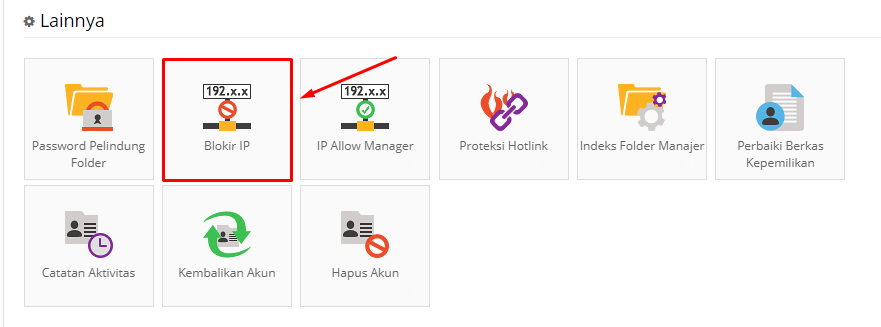 Lainnya
192.x.x
192.x.x
Password Pelindung
Folder
Blokir IP
IP Allow Manager
Proteksi Hotlink
Indeks Folder Manajer
Perbaiki Berkas
Kepemilikan
Catatan Aktivitas
Kembalikan Akun
Hapus Akun